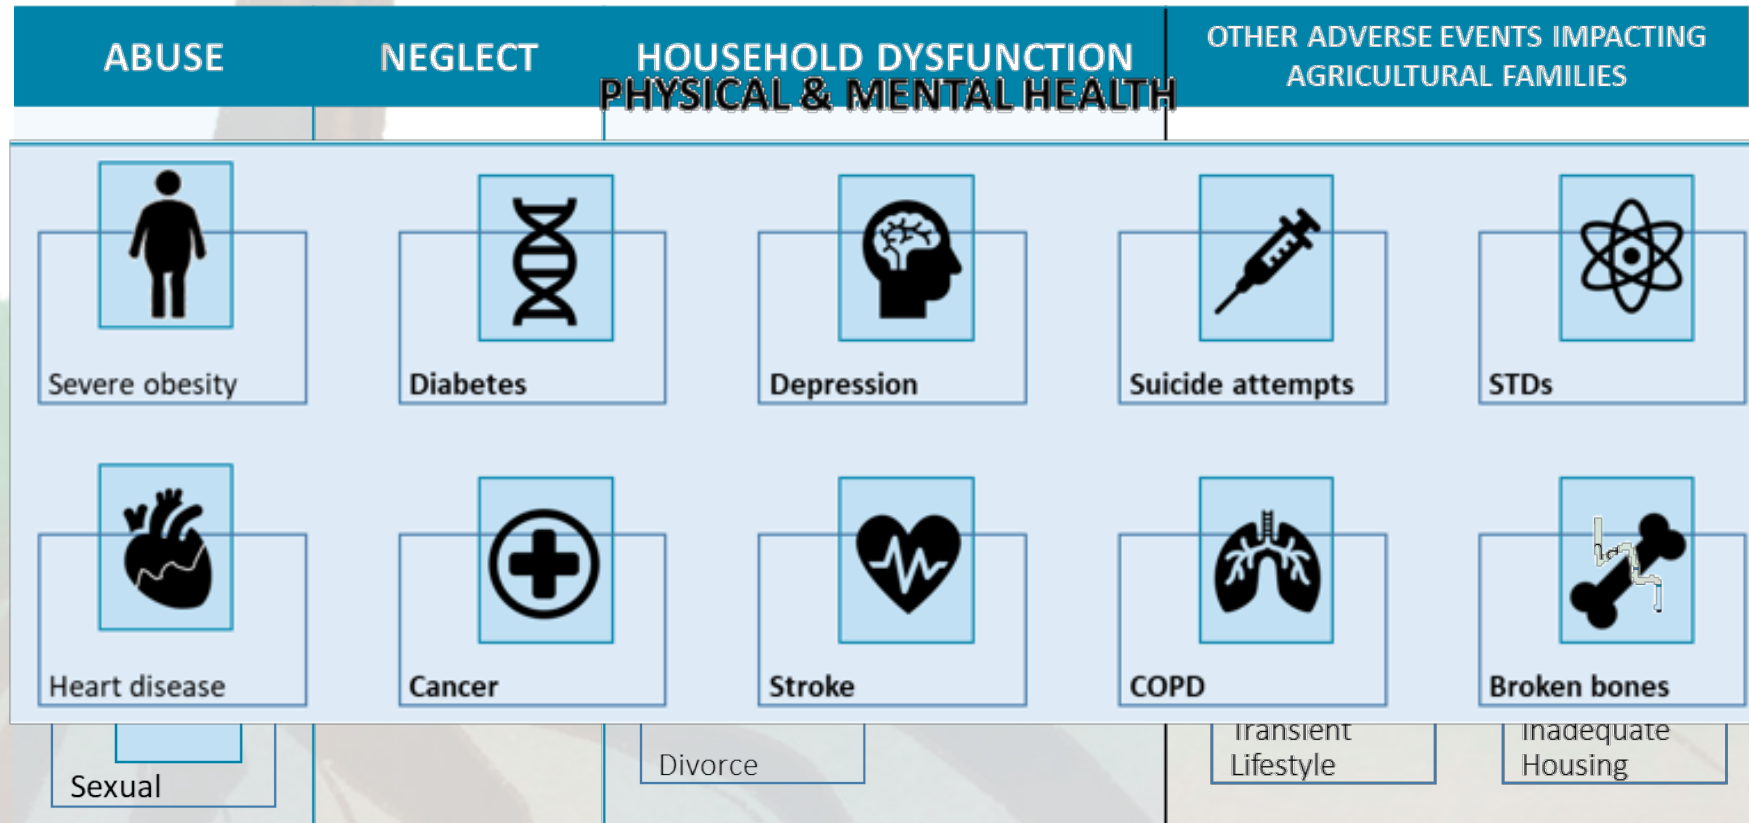 ABUSE
NEGLECT
HOUSEHOLD DYSFUNCTION
OTHER ADVERSE EVENTS IMPACTING
AGRICULTURAL FAMILIES
PHYSICAL & MENTAL HEALTH
Severe obesity
Diabetes
Depression
Suicide attempts
STDs
Heart disease
Cancer
Stroke
COPD
Broken bones
Sexual
Divorce
Transient
Lifestyle
Inadequate
Housing